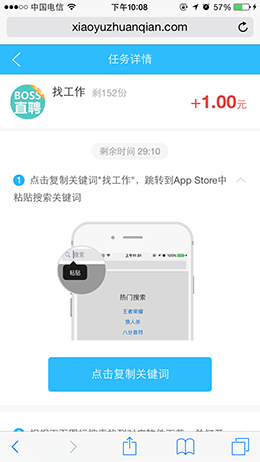 中国电信 下午10:08 57%
xiaoyuzhuanqian.com
任务详情
BOSS
直聘
找工作 剩152份
+1.00元
剩余时间 29:10
1 点击复制关键词"找工作"，跳转到App Store中
粘贴搜索关键词
搜索
粘贴
热门搜索
王者荣耀
狼人杀
八分音符
点击复制关键词